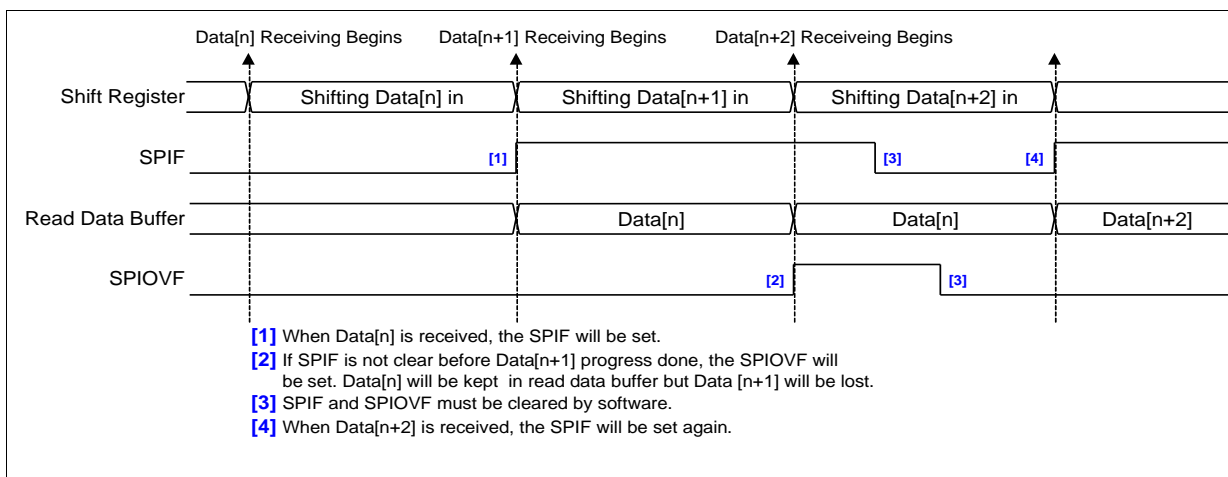 Data[n] Receiving Begins Data[n+1] Receiving Begins Data[n+2] Receiveing Begins
Shift Register Shifting Data[n] in Shifting Data[n+1] in Shifting Data[n+2] in
SPIF [1] [3] [4]
Read Data Buffer Data[n] Data[n] Data[n+2]
SPIOVF [2] [3]
[1] When Data[n] is received, the SPIF will be set.
[2] If SPIF is not clear before Data[n+1] progress done, the SPIOVF will
be set. Data[n] will be kept in read data buffer but Data [n+1] will be lost.
[3] SPIF and SPIOVF must be cleared by software.
[4] When Data[n+2] is received, the SPIF will be set again.